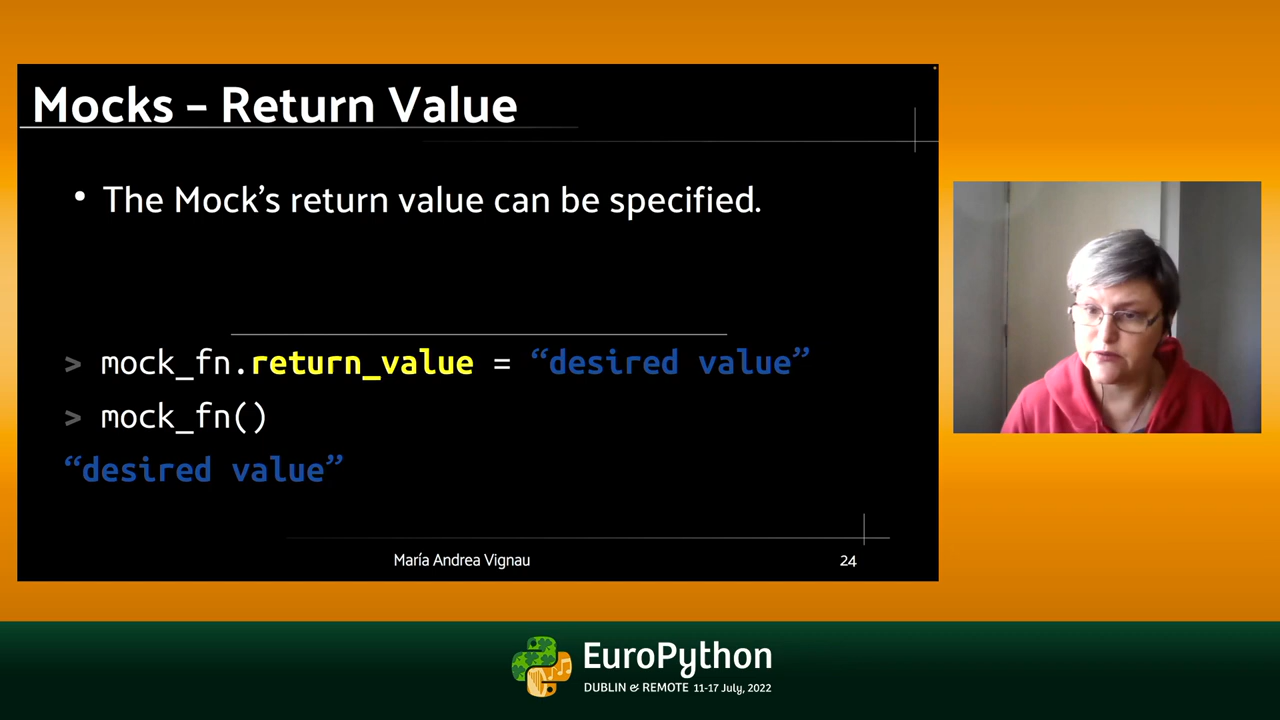 Mocks – Return Value
• The Mock’s return value can be specified.
> mock_fn.return_value = “desired value”
> mock_fn()
“desired value”
María Andrea Vignau
24
EuroPython
DUBLIN & REMOTE 11-17 July, 2022